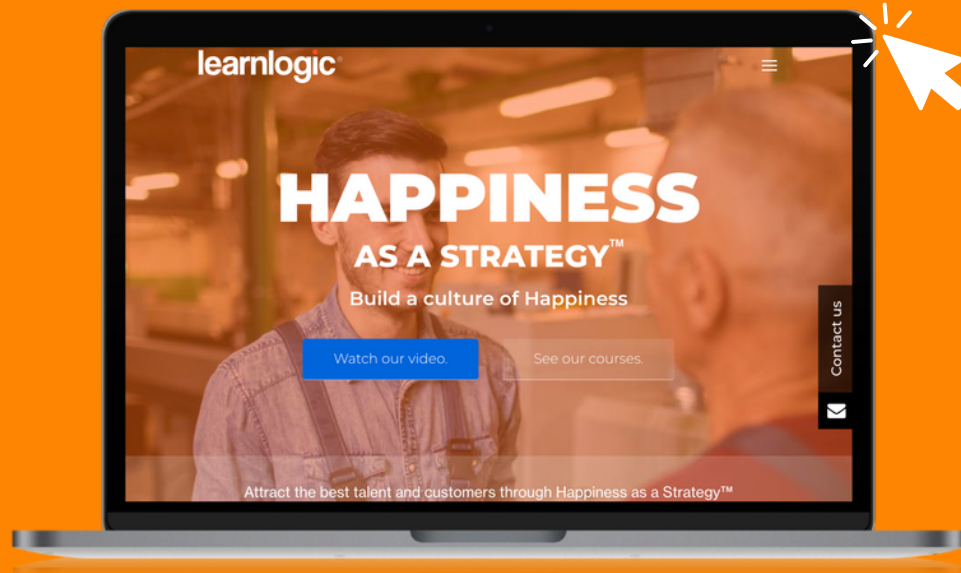 learnlogic
HAPPINESS
AS A STRATEGY™
Build a culture of Happiness
Watch our video.
See our courses.
Contact us
Attract the best talent and customers through Happiness as a Strategy™